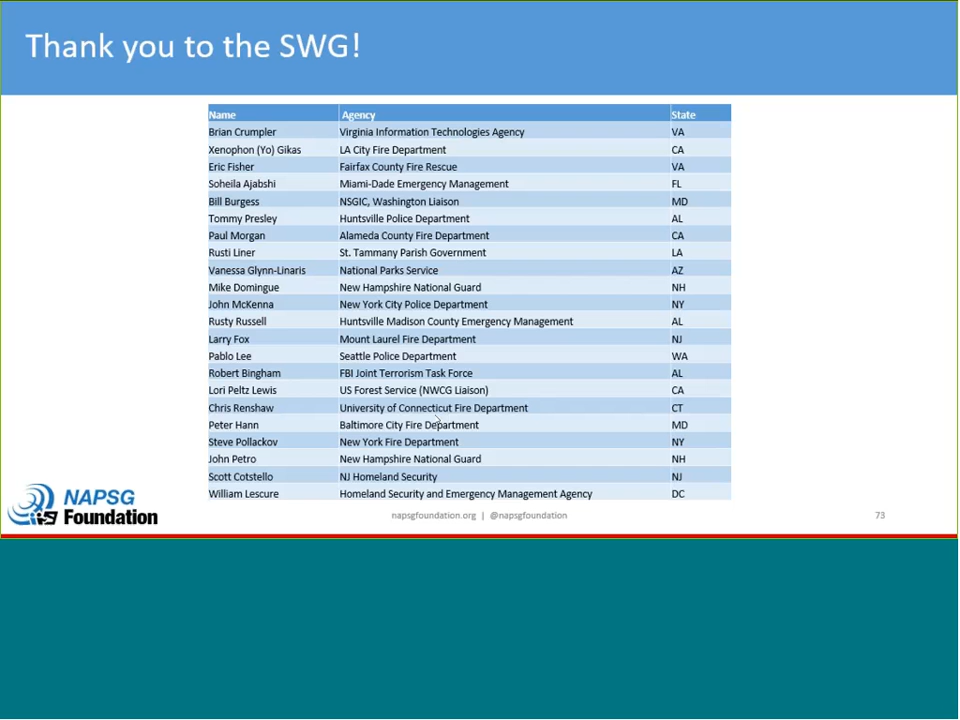 Thank you to the SWG!
Name Agency State
Brian Crumpler Virginia Information Technologies Agency VA
Xenophon (Yo) Gikas LA City Fire Department CA
Eric Fisher Fairfax County Fire Rescue VA
Soheila Ajabshi Miami-Dade Emergency Management FL
Bill Burgess NSGIC, Washington Liaison MD
Tommy Presley Huntsville Police Department AL
Paul Morgan Alameda County Fire Department CA
Rusti Liner St. Tammany Parish Government LA
Vanessa Glynn-Linaris National Parks Service AZ
Mike Domingue New Hampshire National Guard NH
John McKenna New York City Police Department NY
Rusty Russell Huntsville Madison County Emergency Management AL
Larry Fox Mount Laurel Fire Department NJ
Pablo Lee Seattle Police Department WA
Robert Bingham FBI Joint Terrorism Task Force AL
Lori Peltz Lewis US Forest Service (NWCG Liaison) CA
Chris Renshaw University of Connecticut Fire Department CT
Peter Hann Baltimore City Fire Department MD
Steve Pollackov New York Fire Department NY
John Petro New Hampshire National Guard NH
Scott Cotstello NJ Homeland Security NJ
William Lescure Homeland Security and Emergency Management Agency DC
NAPSG
Foundation
napsgfoundation.org | @napsgfoundation 73